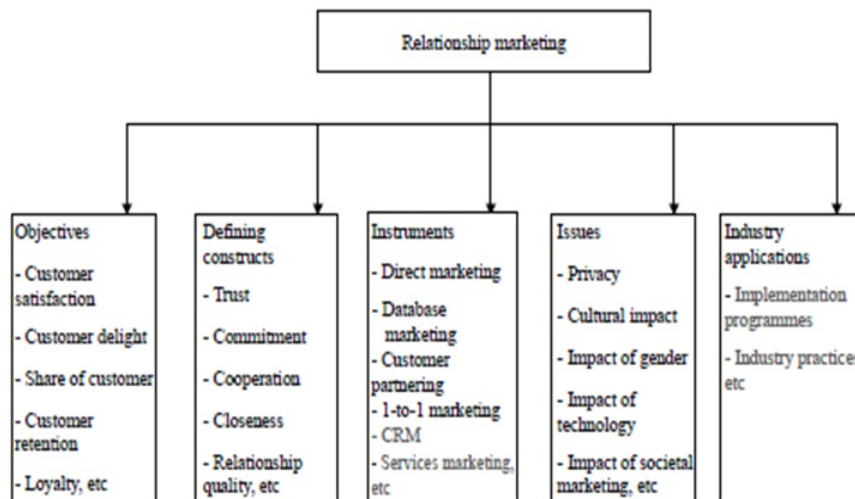 Relationship marketing
Objectives
- Customer
satisfaction
- Customer delight
- Share of customer
- Customer
retention
- Loyalty, etc
Defining
constructs
- Trust
- Commitment
- Cooperation
- Closeness
- Relationship
quality, etc
Instruments
- Direct marketing
- Database
marketing
- Customer
partnering
- 1-to-1 marketing
- CRM
- Services marketing,
etc
Issues
- Privacy
- Cultural impact
- Impact of gender
- Impact of
technology
- Impact of societal
marketing, etc
Industry
applications
- Implementation
programmes
- Industry practices
etc